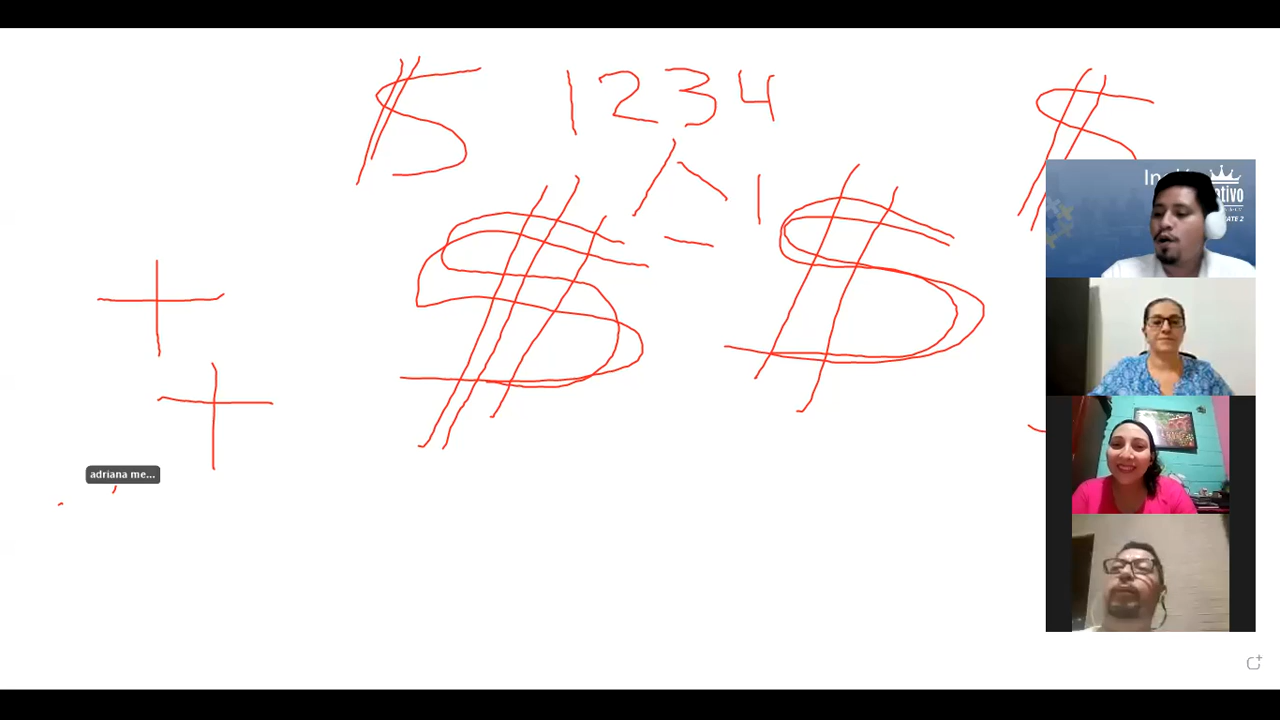 $ 1234 $
$ $
+
+
adriana me...